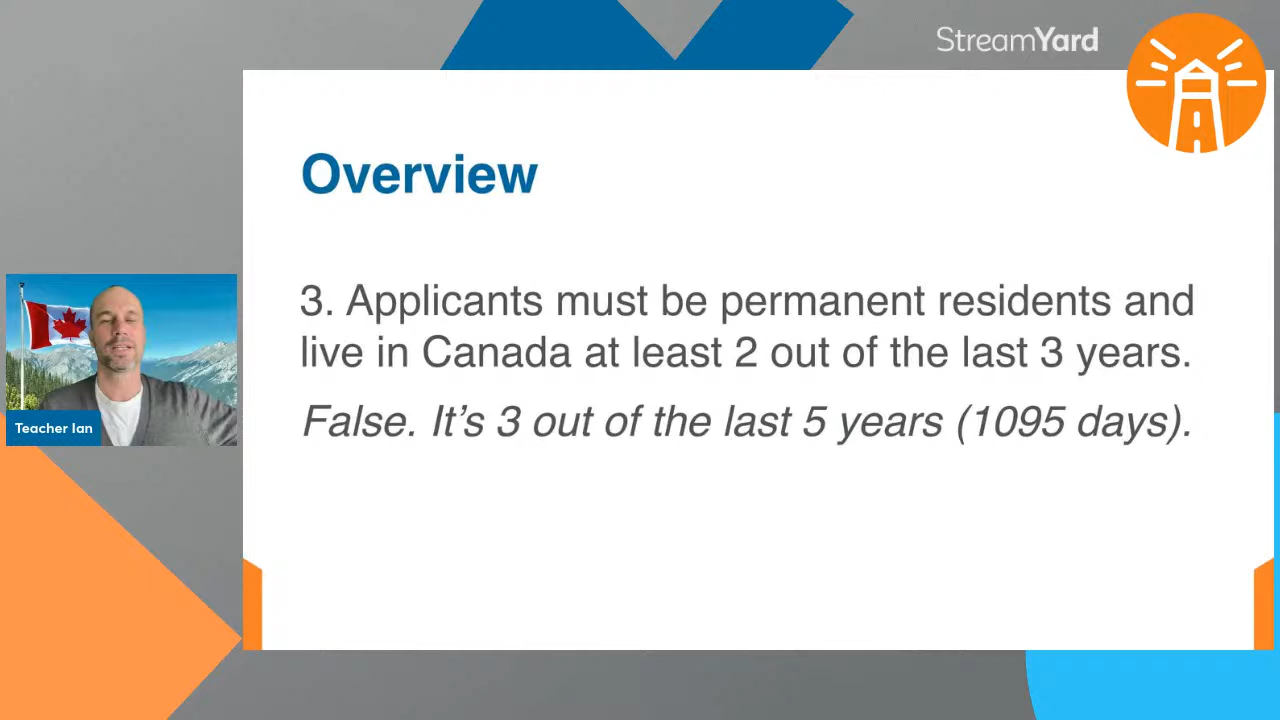 StreamYard
Overview
3. Applicants must be permanent residents and
live in Canada at least 2 out of the last 3 years.
False. It's 3 out of the last 5 years (1095 days).
Teacher Ian